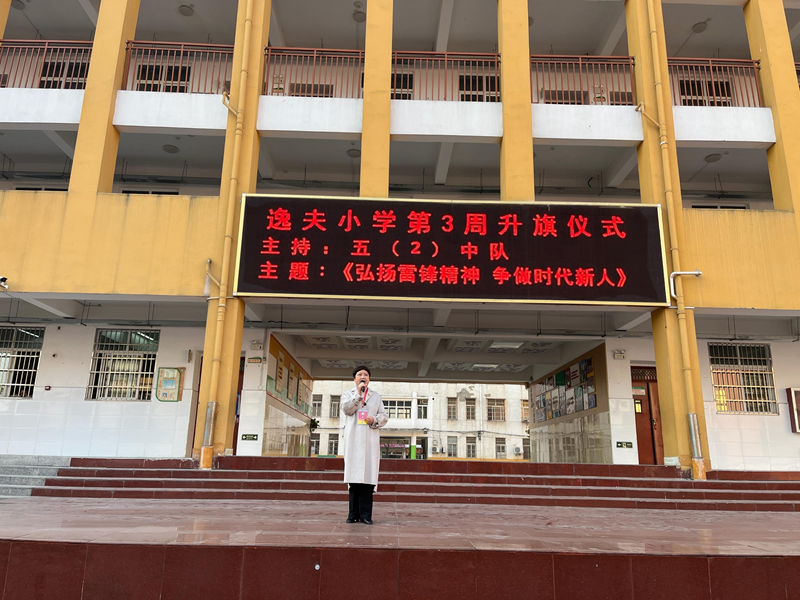 逸夫小学第3周升旗仪式
主持：五（2）中队
主题：《弘扬雷锋精神 争做时代新人》